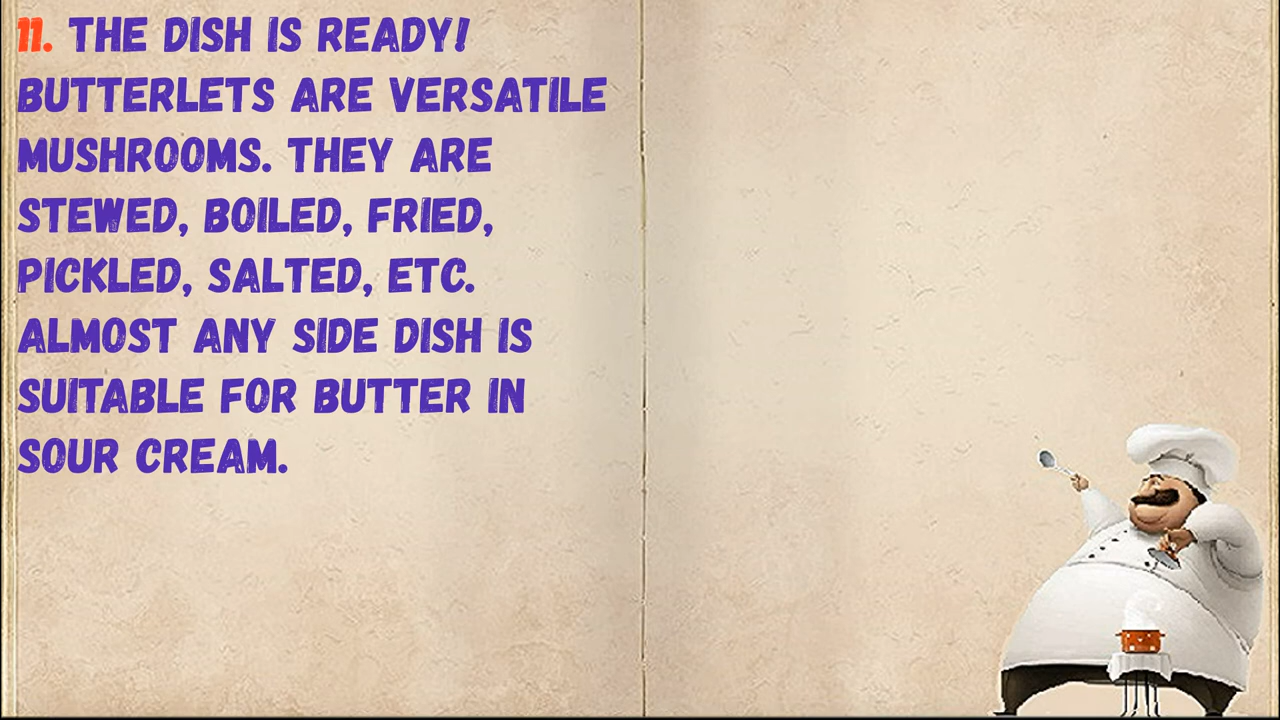 11. THE DISH IS READY!
BUTTERLETS ARE VERSATILE
MUSHROOMS. THEY ARE
STEWED, BOILED, FRIED,
PICKLED, SALTED, ETC.
ALMOST ANY SIDE DISH IS
SUITABLE FOR BUTTER IN
SOUR CREAM.